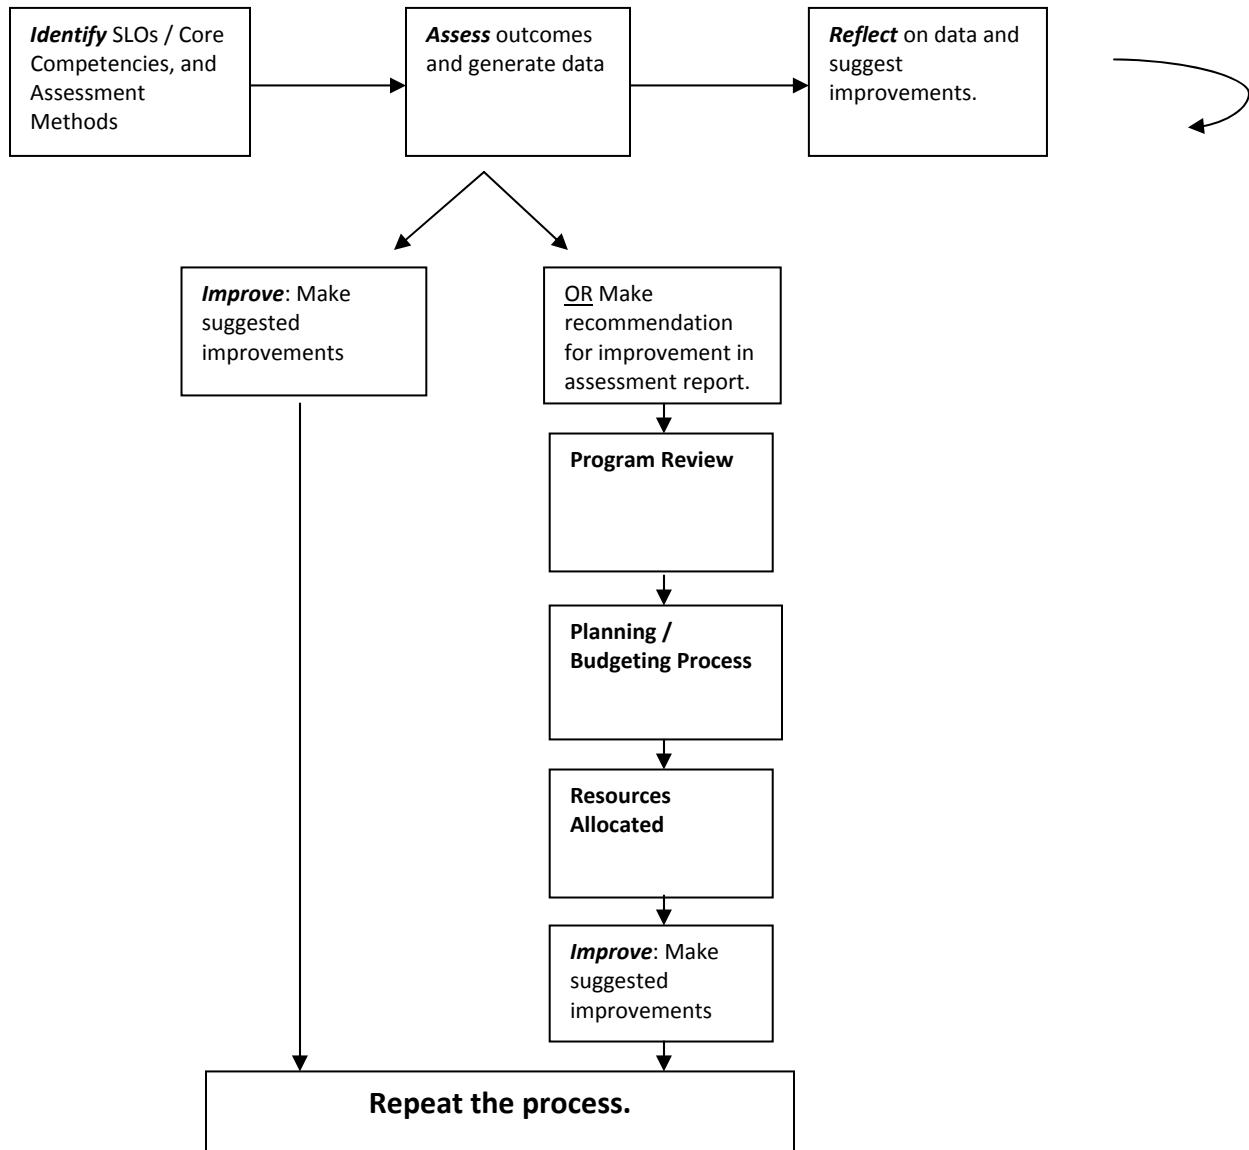 Identify SLOs / Core
Competencies, and
Assessment
Methods
Assess outcomes
and generate data
Reflect on data and
suggest
improvements.
Improve: Make
suggested
improvements
OR Make
recommendation
for improvement in
assessment report.
Program Review
Planning /
Budgeting Process
Resources
Allocated
Improve: Make
suggested
improvements
Repeat the process.